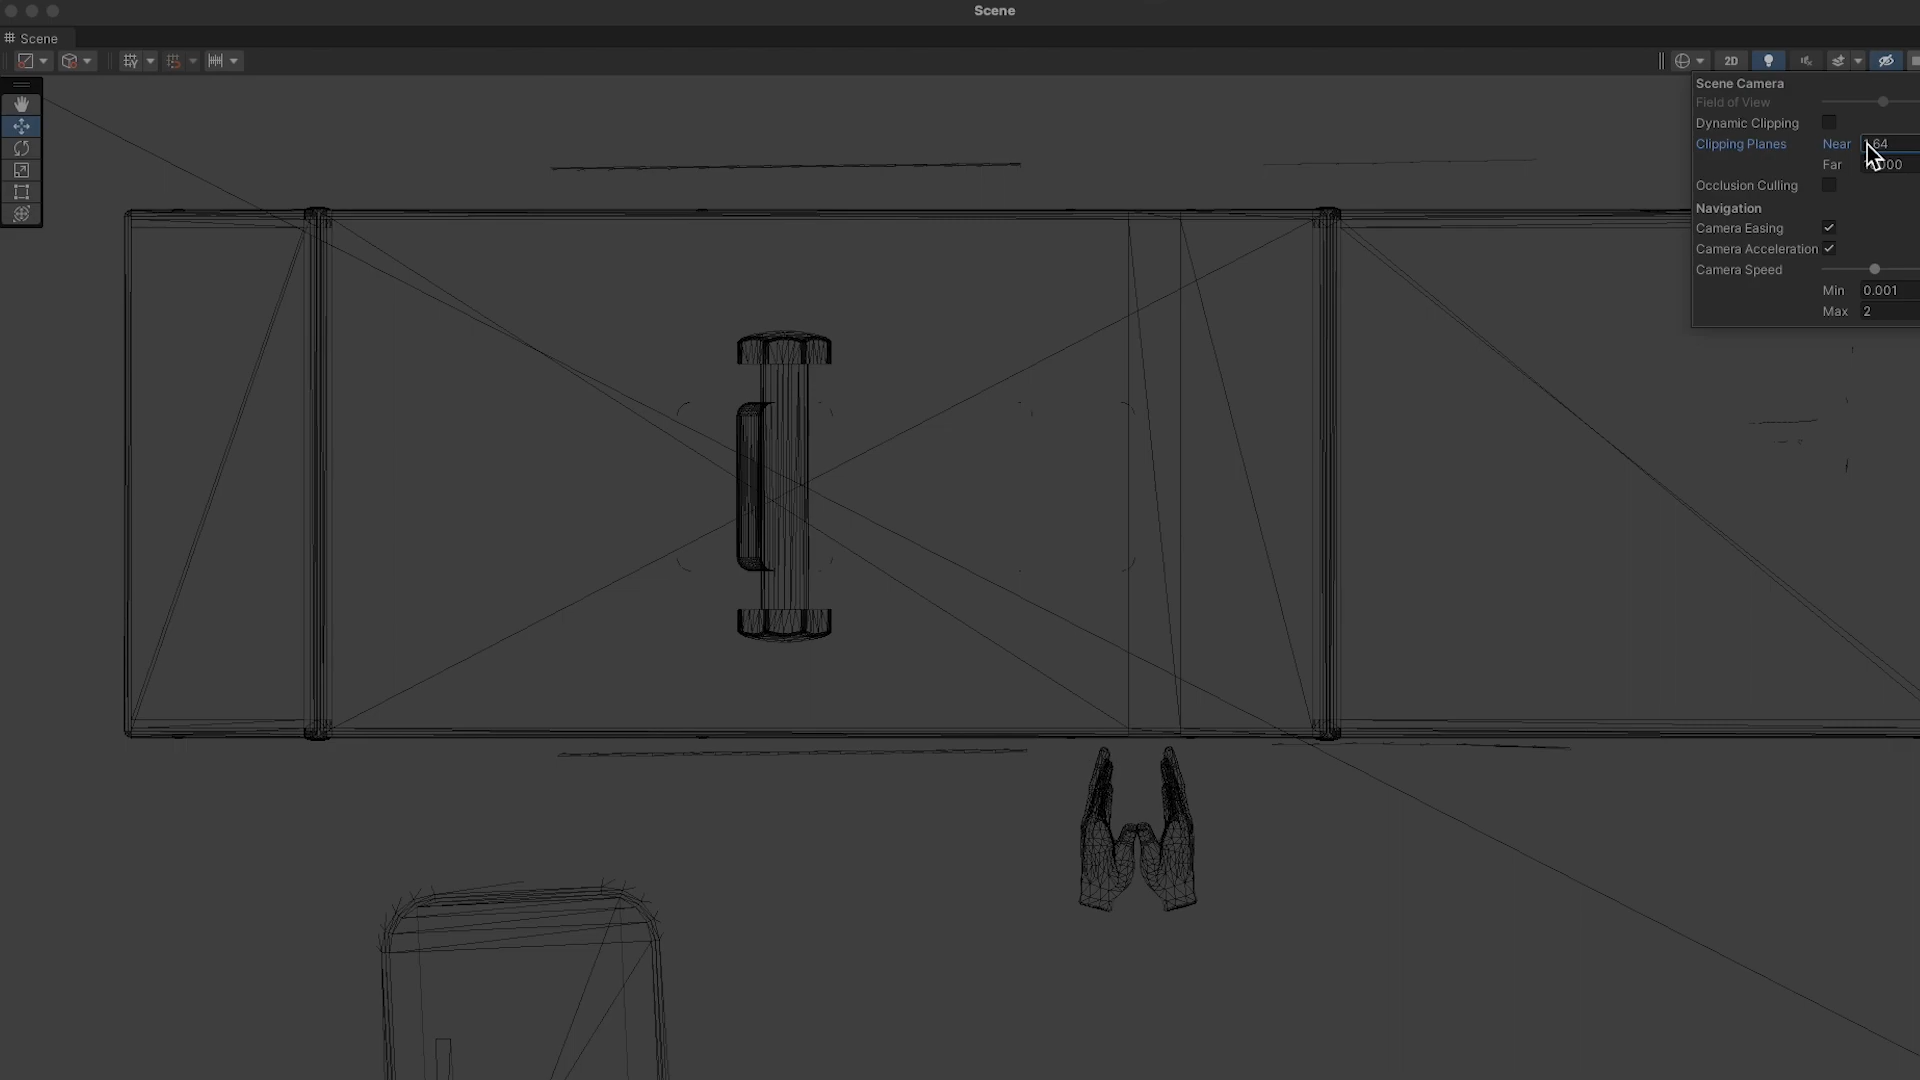 Scene
Scene
2D
Scene Camera
Field of View
Dynamic Clipping
Clipping Planes Near
Far
Occlusion Culling
Navigation
Camera Easing
Camera Acceleration
Camera Speed
Min 0.001
Max 2